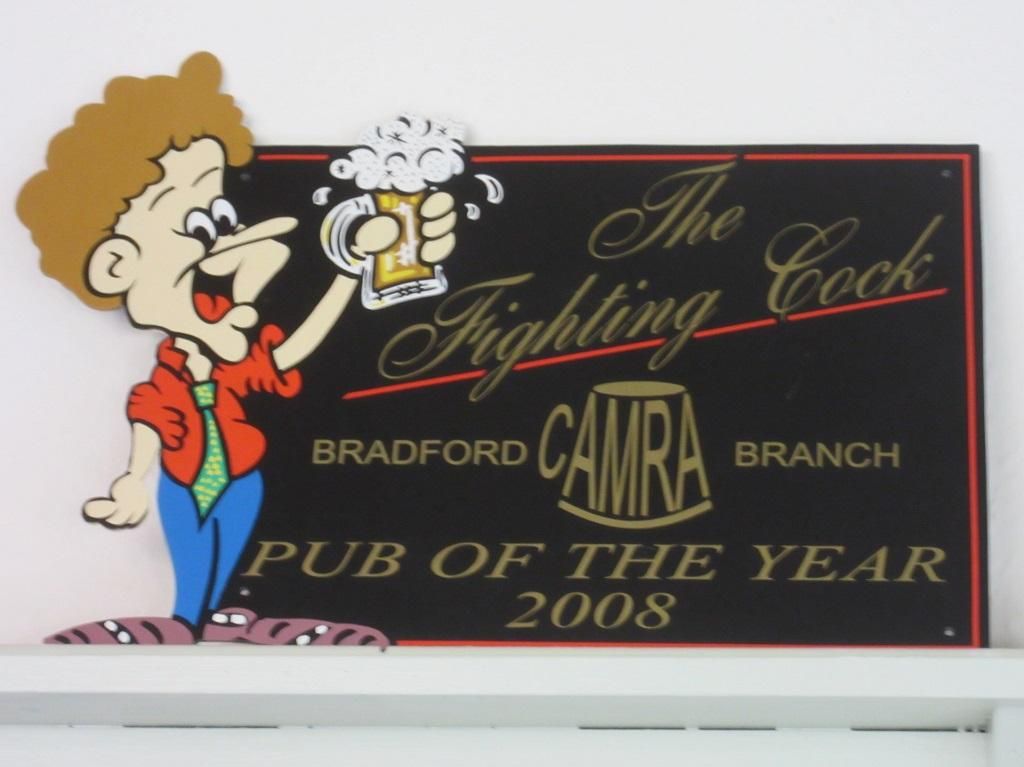 The
Fighting Cock
BRADFORD CAMRA BRANCH
PUB OF THE YEAR
2008